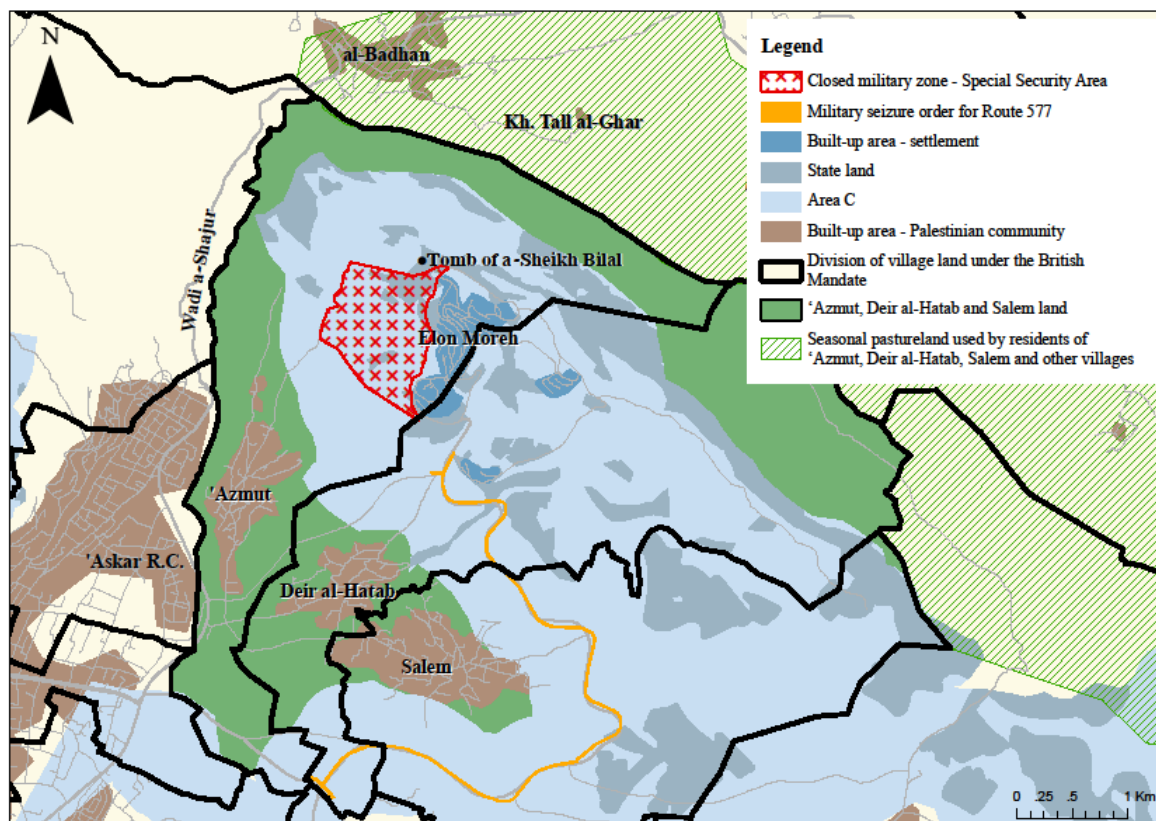 N
al-Badhan
Kh. Tall al-Ghar
Wadi a-Shajur
Tomb of a-Sheikh Bilal
Elon Moreh
'Azmut
'Askar R.C.
Deir al-Hatab
Salem
Legend
Closed military zone - Special Security Area
Military seizure order for Route 577
Built-up area - settlement
State land
Area C
Built-up area - Palestinian community
Division of village land under the British
Mandate
‘Azmut, Deir al-Hatab and Salem land
Seasonal pastureland used by residents of
‘Azmut, Deir al-Hatab, Salem and other villages
0 .25 .5 1 Km